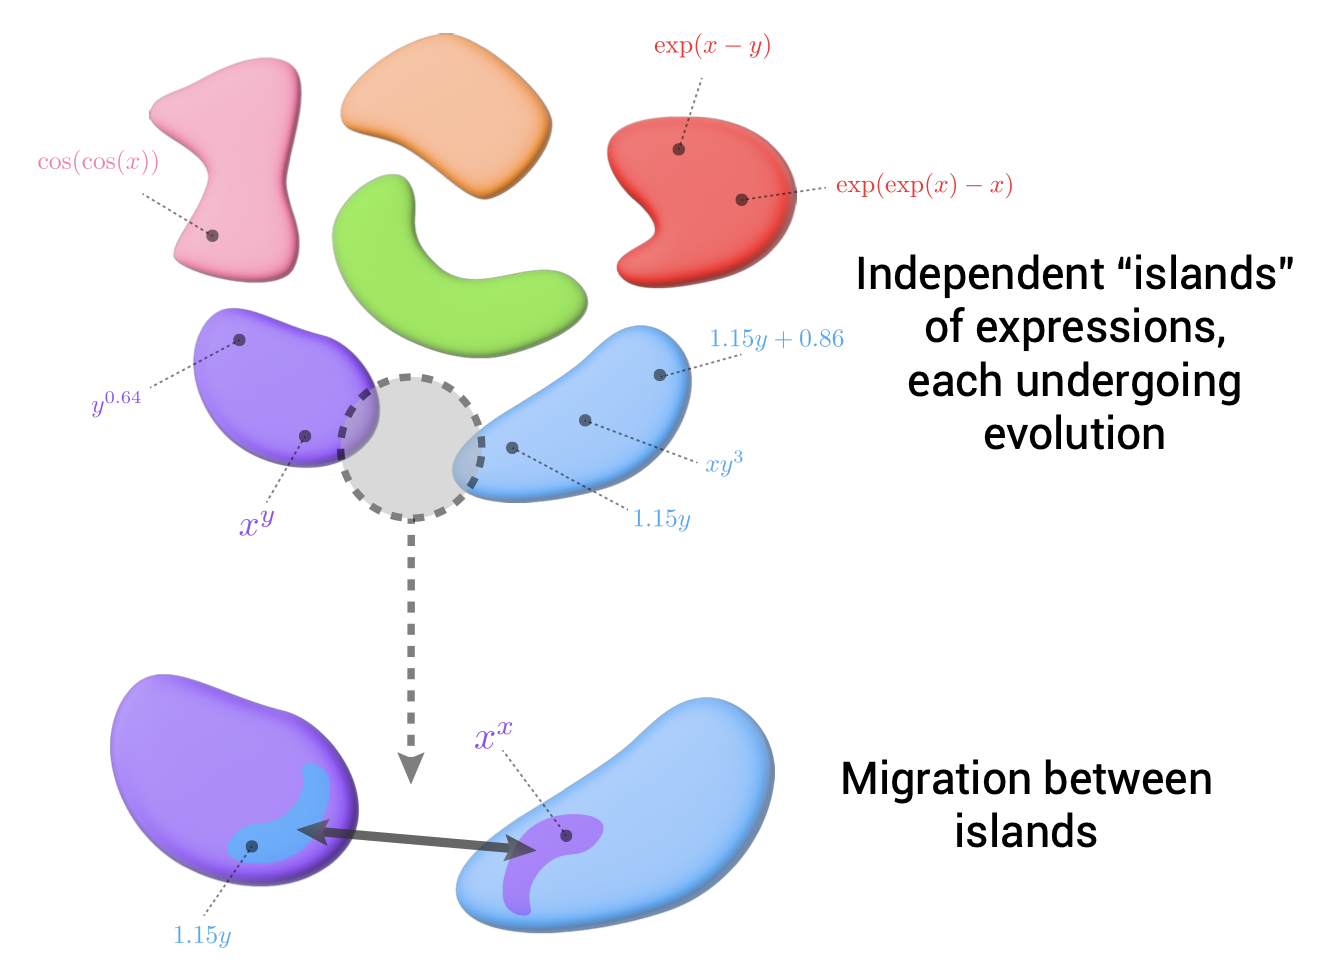 exp(x − y)
cos(cos(x))
exp(exp(x) − x)
Independent “islands”
of expressions,
each undergoing
evolution
1.15y + 0.86
y^{0.64}
xy^3
x^y
1.15y
x^x
Migration between
islands
1.15y